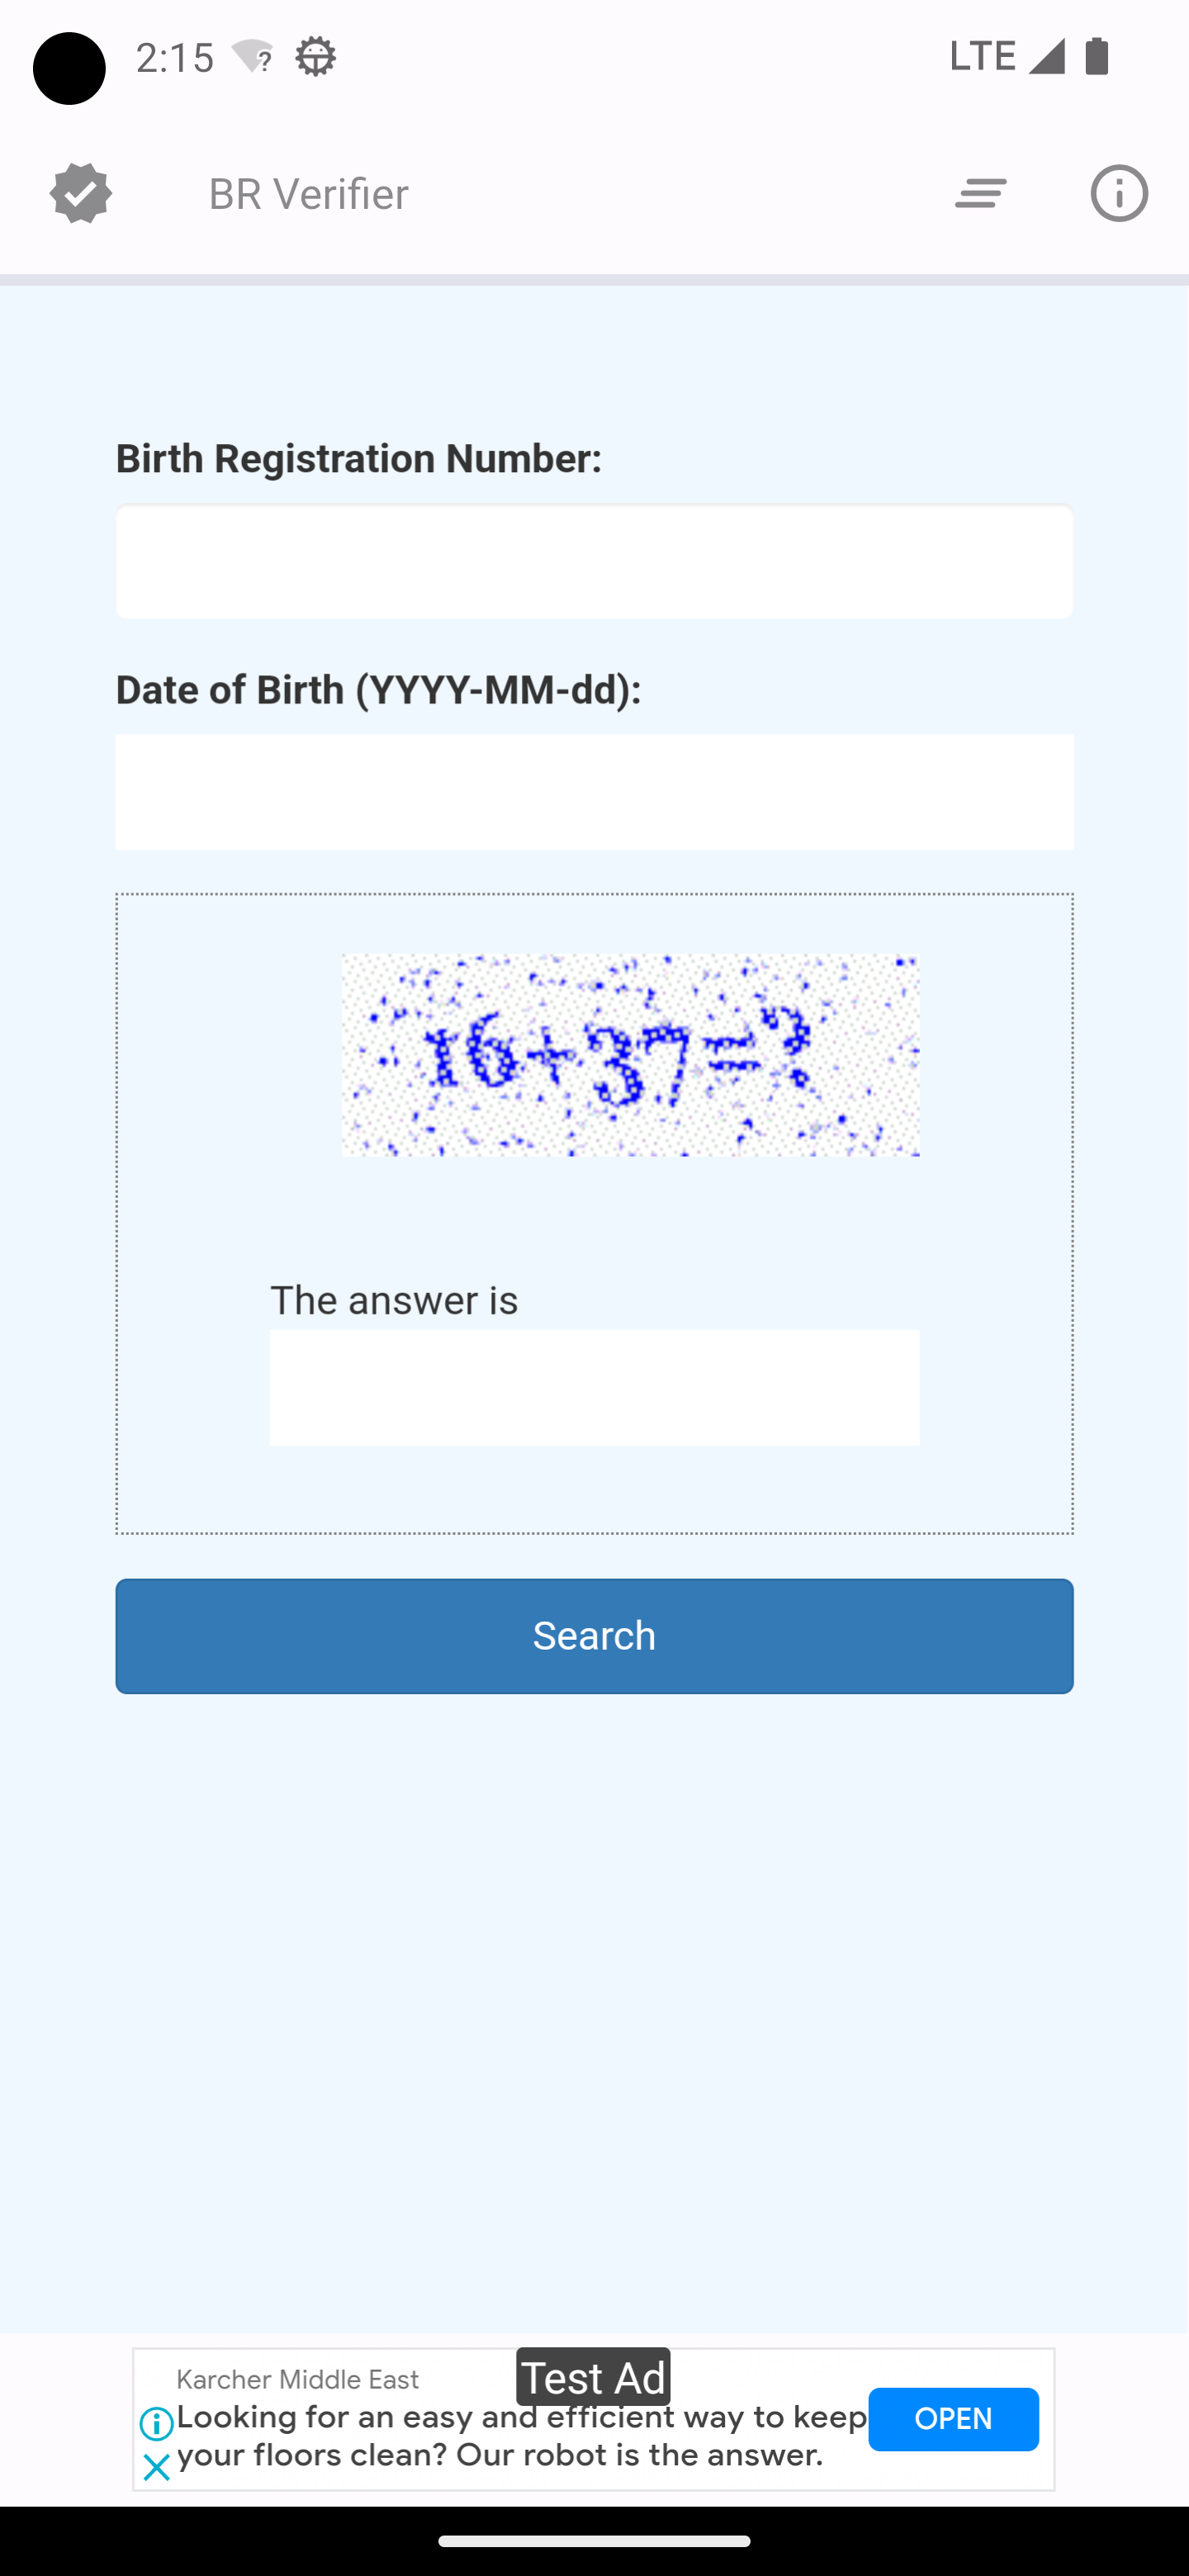 2:15
LTE
BR Verifier
Birth Registration Number:
Date of Birth (YYYY-MM-dd):
16+37=?
The answer is
Search
Test Ad
Karcher Middle East
Looking for an easy and efficient way to keep
your floors clean? Our robot is the answer.
OPEN